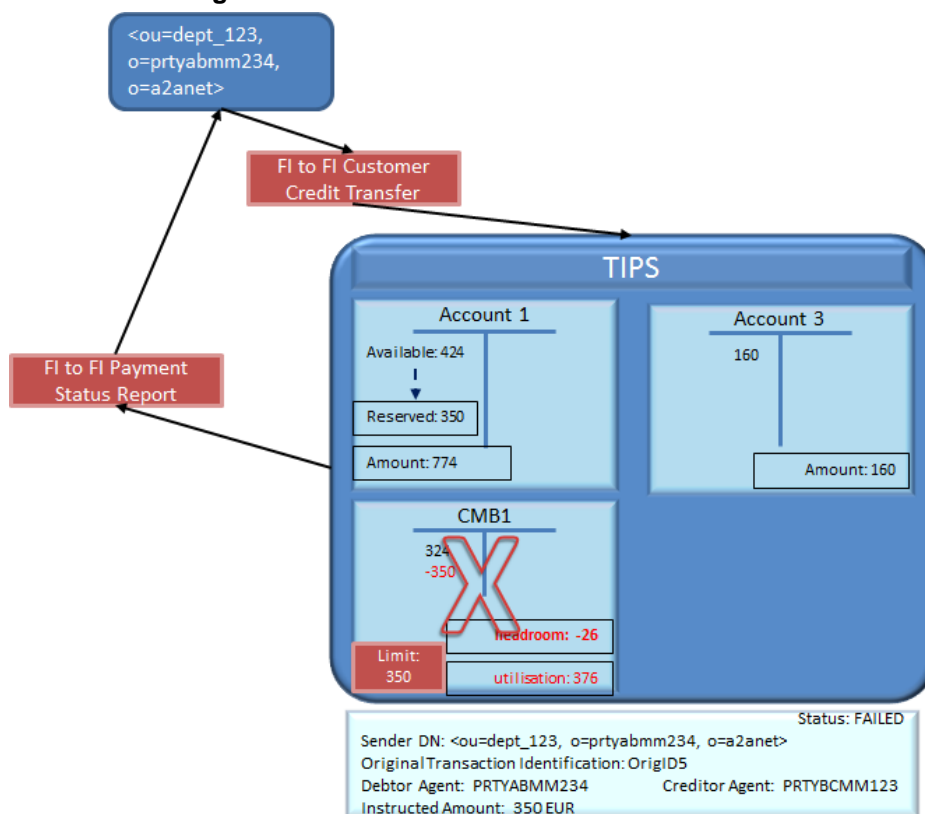 <ou=dept_123,
o=prtyabmm234,
o=a2anet>
FI to FI Customer
Credit Transfer
TIPS
Account 1
Available: 424
Reserved: 350
Amount: 774
Account 3
160
Amount: 160
FI to FI Payment
Status Report
CMB1
324
-350
headroom: -26
Limit:
350
utilisation: 376
Status: FAILED
Sender DN: <ou=dept_123, o=prtyabmm234, o=a2anet>
Original Transaction Identification: OrigID5
Debtor Agent: PRTYABMM234 Creditor Agent: PRTYBCMM123
Instructed Amount: 350 EUR